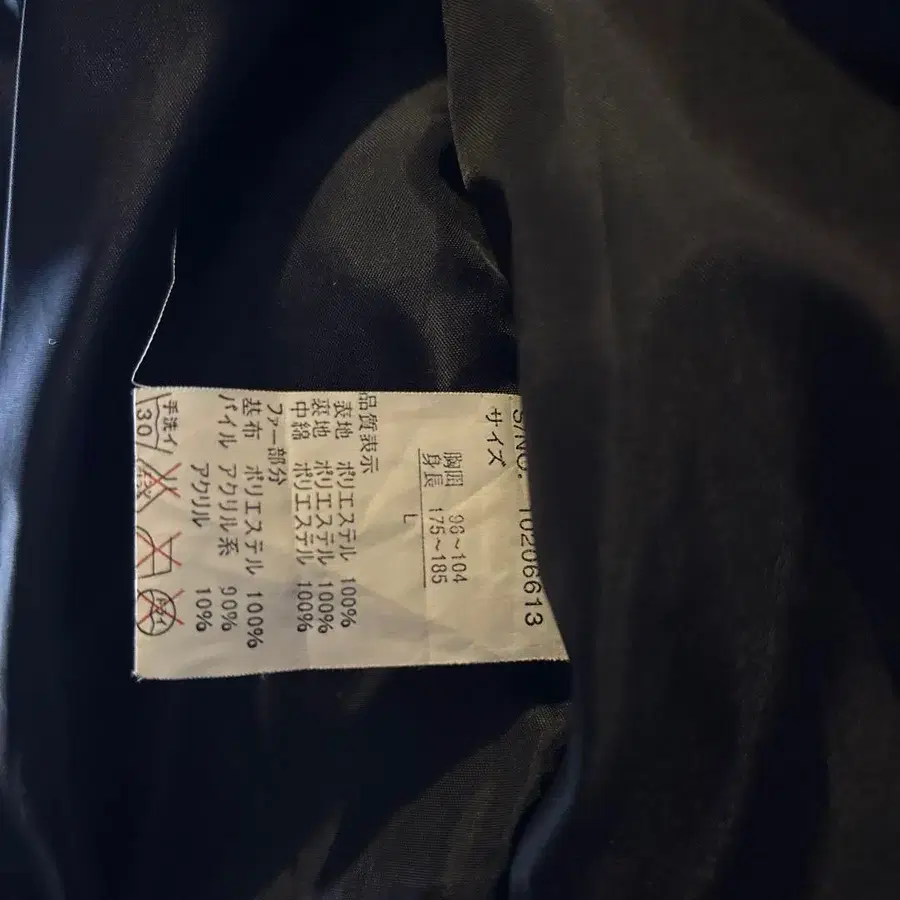 S/NO. 10206613
サイズ
胸囲 96～104
身長 175～185
L
品質表示
表地 ポリエステル 100%
裏地 ポリエステル 100%
中綿 ポリエステル 100%
ファー部分
基布 ポリエステル 100%
パイル アクリル系 90%
アクリル 10%
手洗イ
30